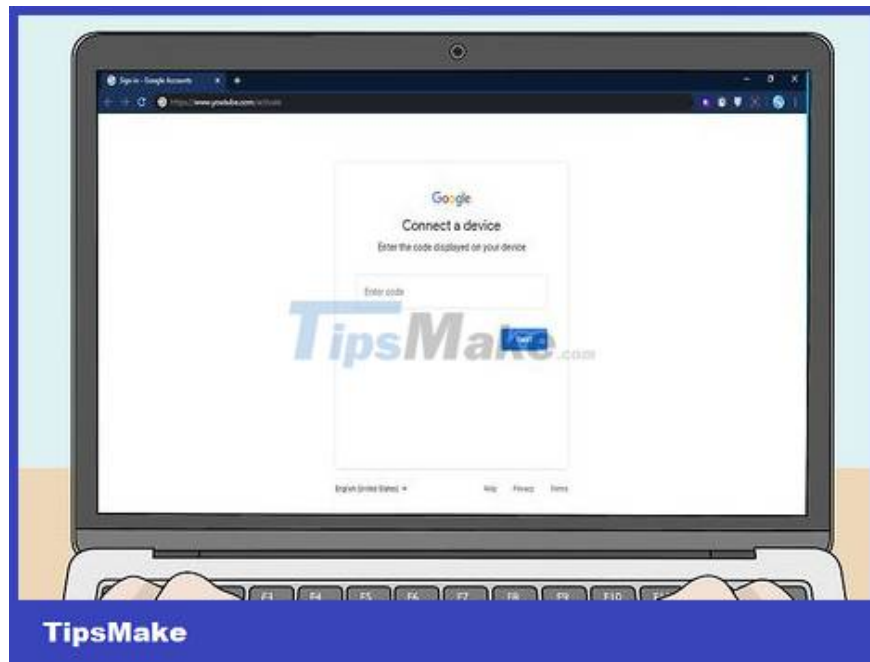 Sign in - Google Accounts
https://www.youtube.com/activate
Google
Connect a device
Enter the code displayed on your device
Enter code
Next
TipsMake.com
English (United States)
Help Privacy Terms
F3 F4 F5 F6 F7 F8 F9 F10
TipsMake